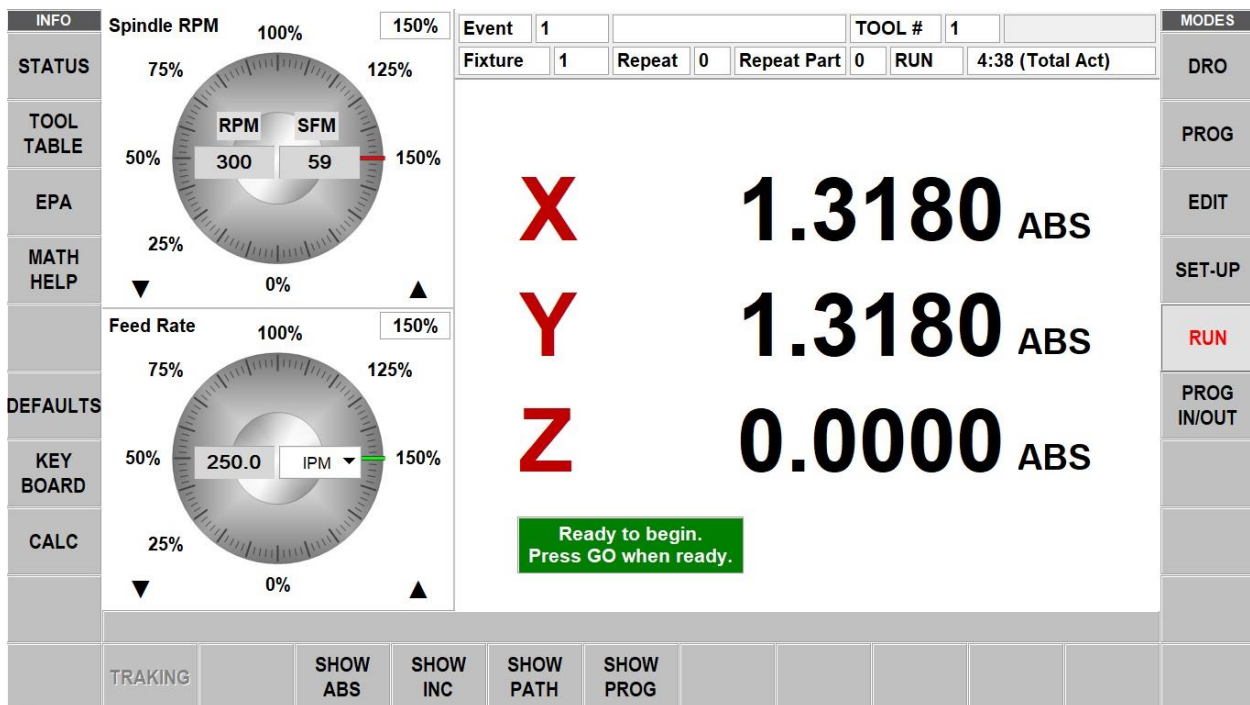 INFO
STATUS
TOOL
TABLE
EPA
MATH
HELP
DEFAULTS
KEY
BOARD
CALC
Spindle RPM
150%
100%
75%
125%
RPM
SFM
50%
300
59
150%
25%
0%
▼
▲
Feed Rate
150%
100%
75%
125%
50%
250.0
IPM ▼
150%
25%
0%
▼
▲
Event 1 TOOL # 1
Fixture 1 Repeat 0 Repeat Part 0 RUN 4:38 (Total Act)
X 1.3180 ABS
Y 1.3180 ABS
Z 0.0000 ABS
Ready to begin.
Press GO when ready.
MODES
DRO
PROG
EDIT
SET-UP
RUN
PROG
IN/OUT
TRAKING
SHOW
ABS
SHOW
INC
SHOW
PATH
SHOW
PROG